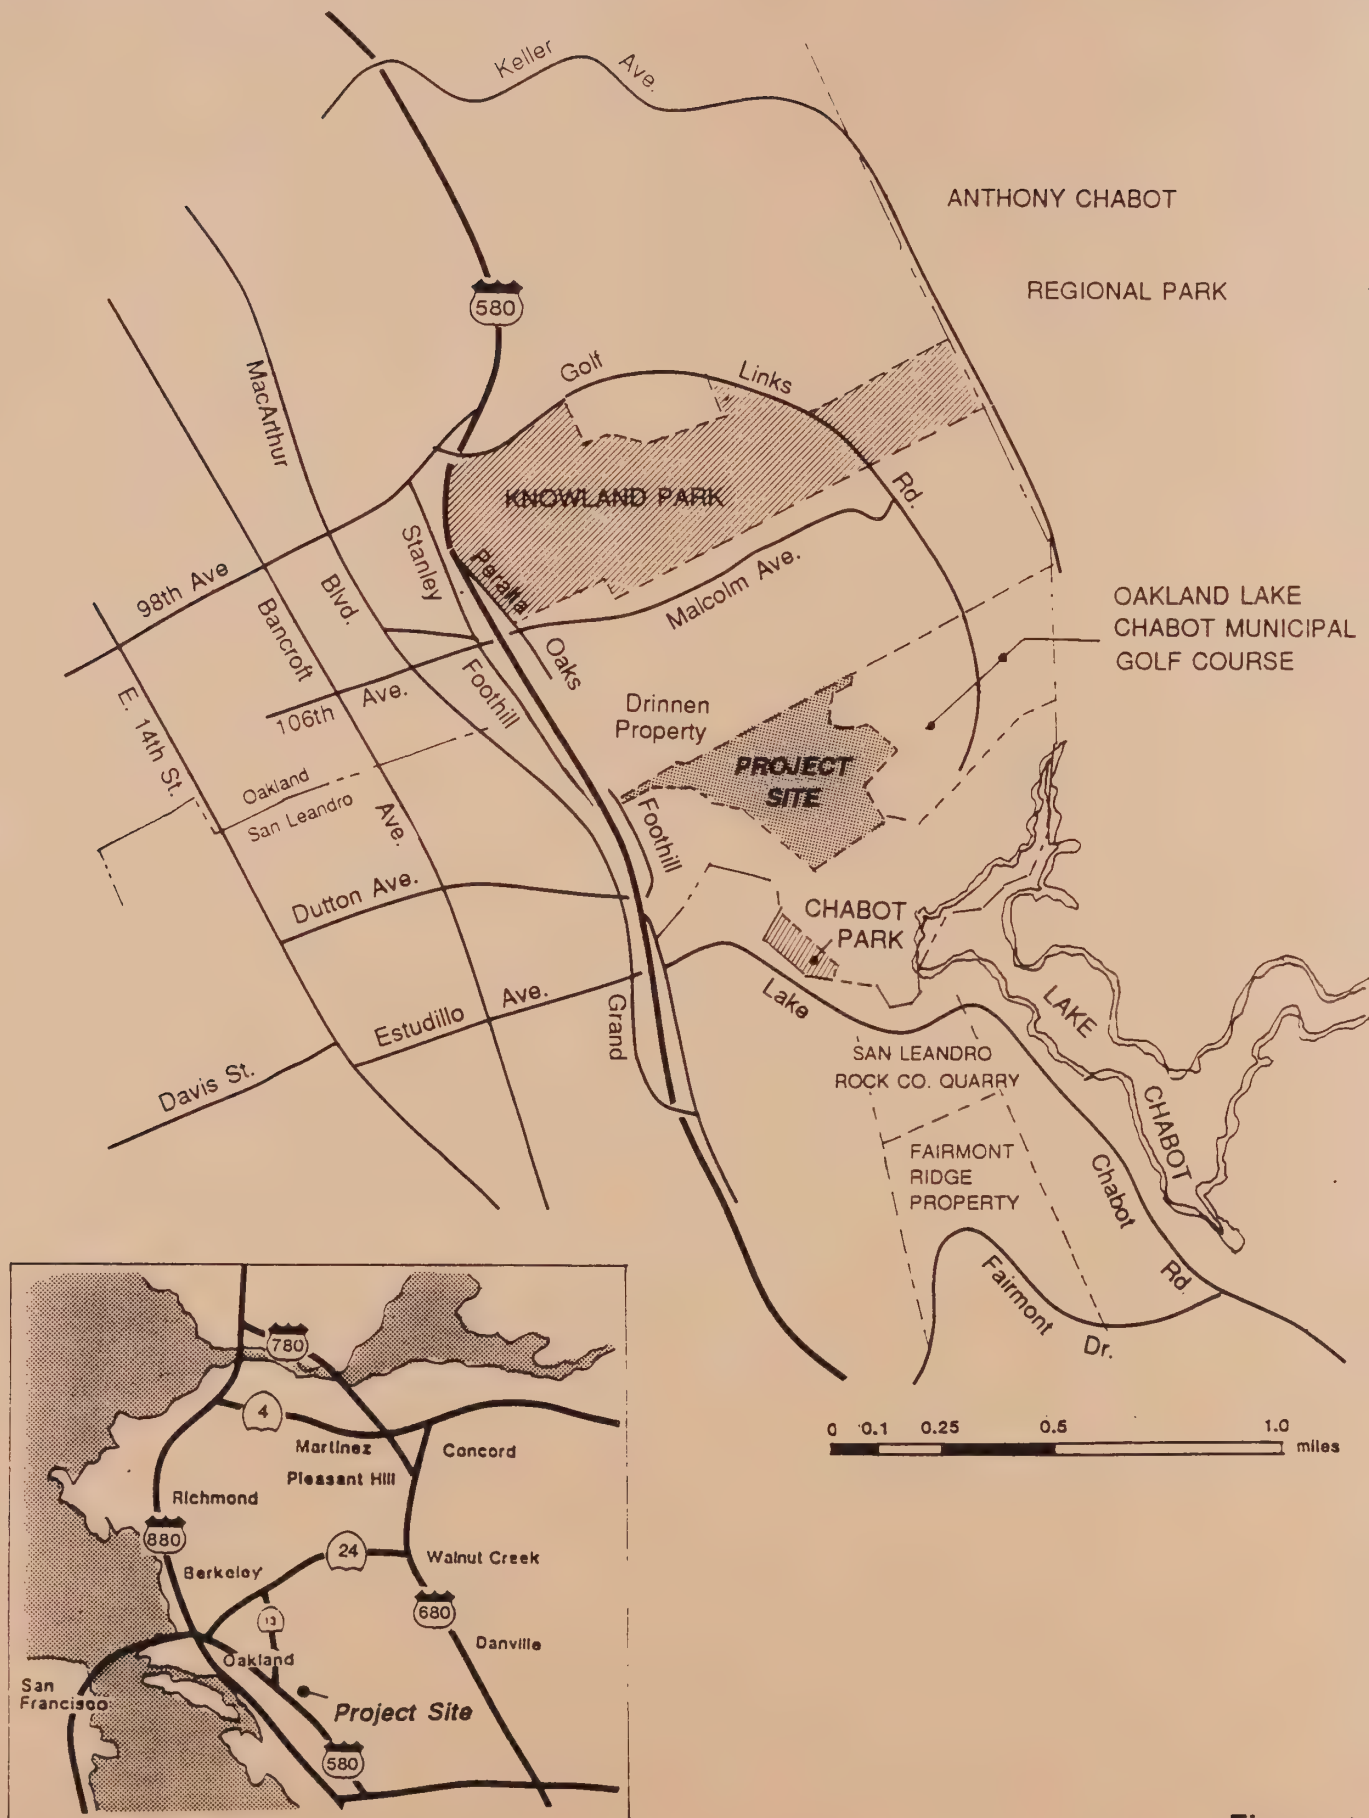 Keller Ave.
ANTHONY CHABOT
REGIONAL PARK
580
Golf Links Rd.
MacArthur Blvd.
KNOWLAND PARK
Stanley
Peralta Oaks
Malcolm Ave.
98th Ave
Bancroft Ave.
E. 14th St.
106th Ave.
Foothill
OAKLAND LAKE
CHABOT MUNICIPAL
GOLF COURSE
Drinnen
Property
PROJECT
SITE
Oakland
San Leandro
Foothill
Dutton Ave.
CHABOT
PARK
Estudillo Ave.
Grand
Davis St.
Lake Chabot Rd.
LAKE CHABOT
SAN LEANDRO
ROCK CO. QUARRY
FAIRMONT
RIDGE
PROPERTY
Fairmont Dr.
0 0.1 0.25 0.5 1.0 miles
780
4
Martinez
Concord
Pleasant Hill
Richmond
880
24
Walnut Creek
Berkeley
13
680
Danville
Oakland
San
Francisco
Project Site
580